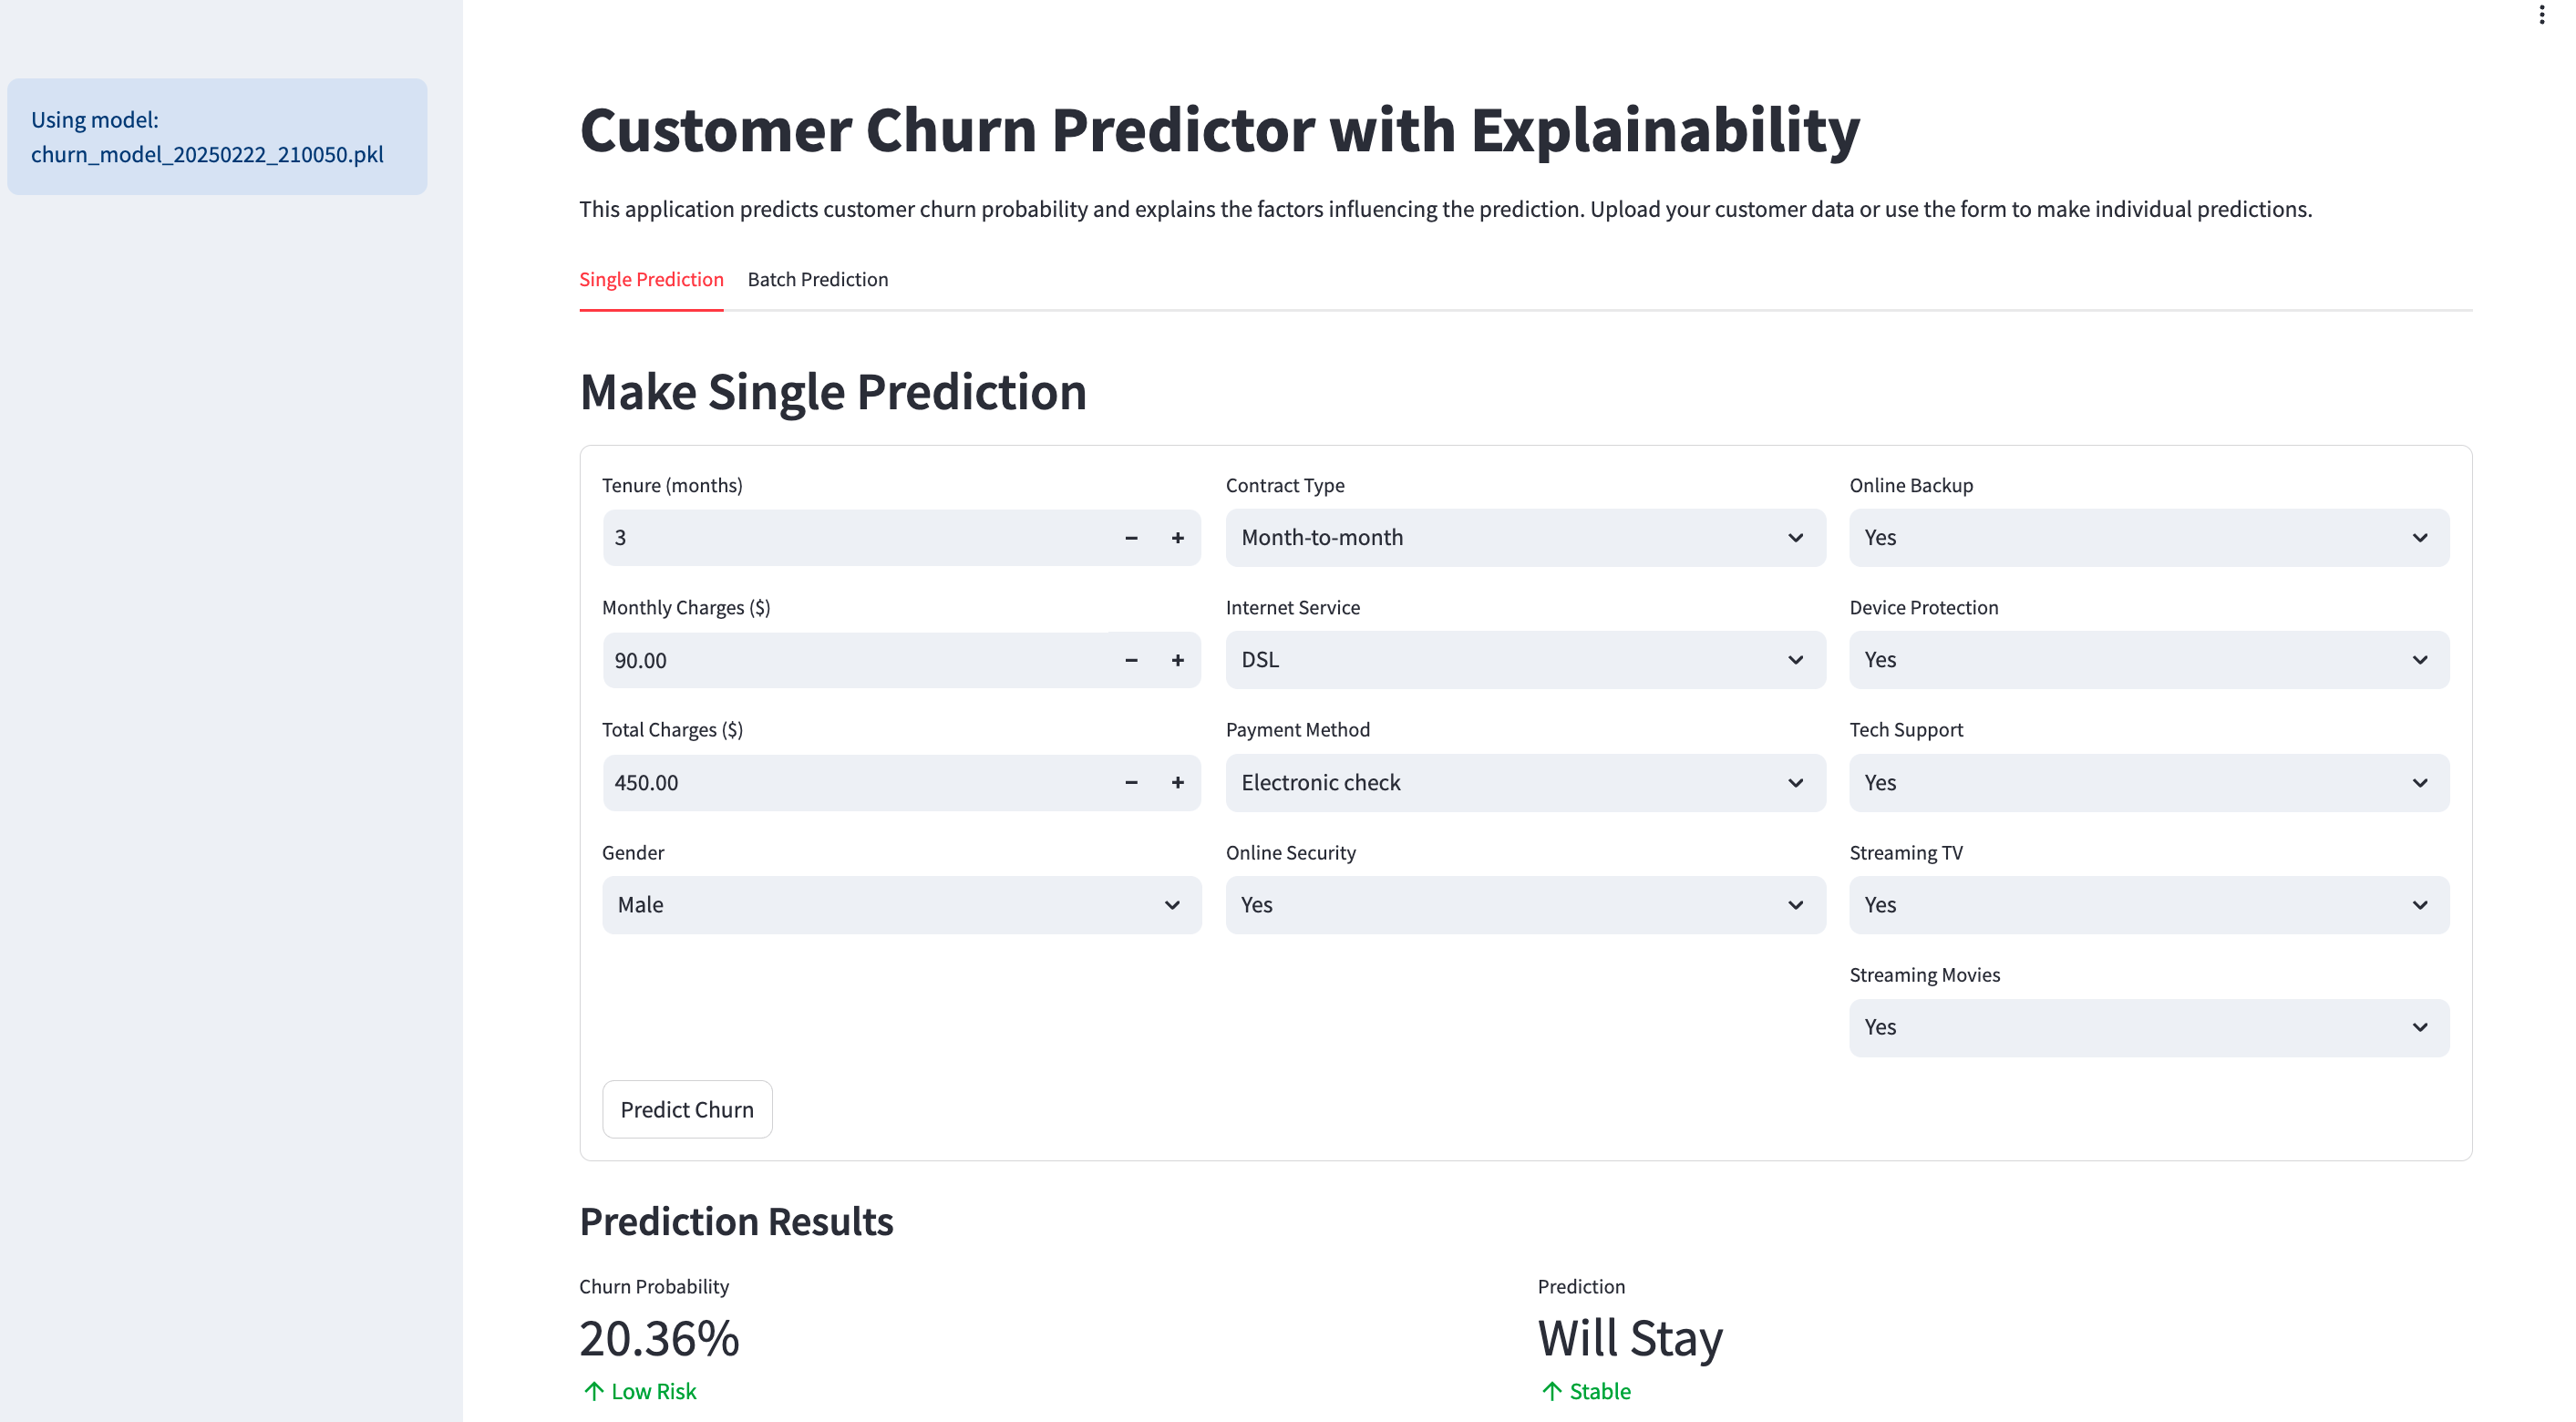 Using model:
churn_model_20250222_210050.pkl
Customer Churn Predictor with Explainability
This application predicts customer churn probability and explains the factors influencing the prediction. Upload your customer data or use the form to make individual predictions.
Single Prediction
Batch Prediction
Make Single Prediction
Tenure (months)
3
Monthly Charges ($)
90.00
Total Charges ($)
450.00
Gender
Male
Contract Type
Month-to-month
Internet Service
DSL
Payment Method
Electronic check
Online Security
Yes
Online Backup
Yes
Device Protection
Yes
Tech Support
Yes
Streaming TV
Yes
Streaming Movies
Yes
Predict Churn
Prediction Results
Churn Probability
20.36%
↑ Low Risk
Prediction
Will Stay
↑ Stable